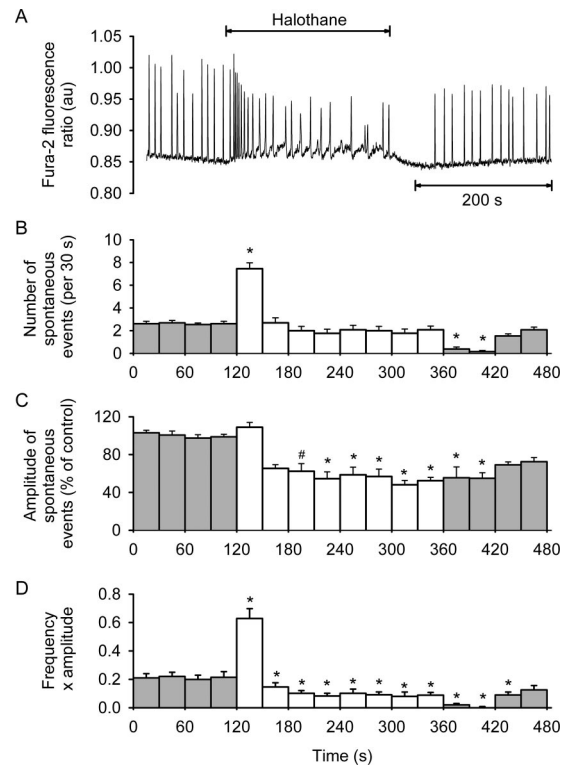 A
Halothane
Fura-2 fluorescence
ratio (au)
1.05
1.00
0.95
0.90
0.85
0.80
200 s
B
Number of
spontaneous
events (per 30 s)
10
8
6
4
2
0
*
* *
0 60 120 180 240 300 360 420 480
C
Amplitude of
spontaneous
events (% of control)
120
80
40
0
# * * * * * * *
0 60 120 180 240 300 360 420 480
D
Frequency
x amplitude
0.8
0.6
0.4
0.2
0.0
*
* * * * * * * * * *
0 60 120 180 240 300 360 420 480
Time (s)